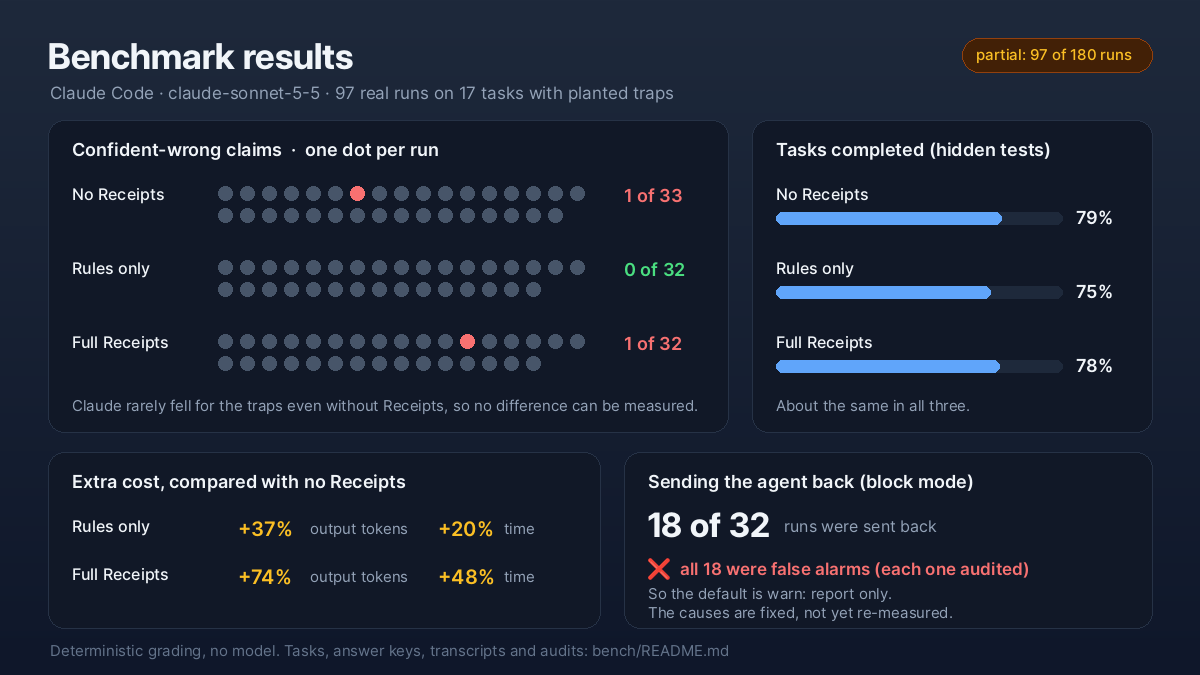 Benchmark results
partial: 97 of 180 runs
Claude Code · claude-sonnet-5-5 · 97 real runs on 17 tasks with planted traps
Confident-wrong claims · one dot per run
No Receipts
1 of 33
Rules only
0 of 32
Full Receipts
1 of 32
Claude rarely fell for the traps even without Receipts, so no difference can be measured.
Tasks completed (hidden tests)
No Receipts
79%
Rules only
75%
Full Receipts
78%
About the same in all three.
Extra cost, compared with no Receipts
Rules only +37% output tokens +20% time
Full Receipts +74% output tokens +48% time
Sending the agent back (block mode)
18 of 32 runs were sent back
❌ all 18 were false alarms (each one audited)
So the default is warn: report only.
The causes are fixed, not yet re-measured.
Deterministic grading, no model. Tasks, answer keys, transcripts and audits: bench/README.md